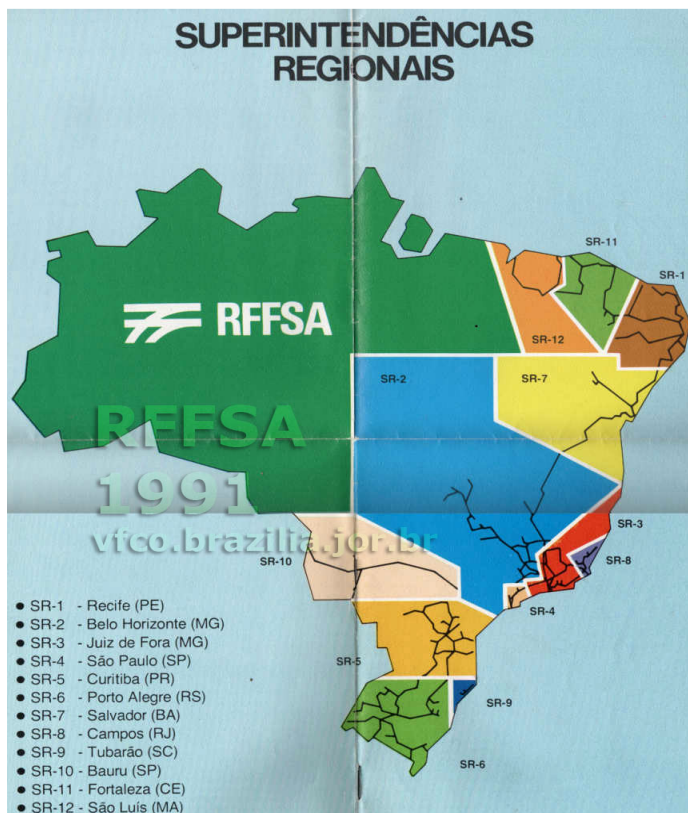 SUPERINTENDÊNCIAS
REGIONAIS
SR-11
SR-1
RFFSA
SR-12
SR-2
SR-7
RFFSA
1991
vfco.brazilia.jor.br
SR-3
SR-10
SR-8
SR-4
SR-5
SR-9
SR-6
● SR-1 - Recife (PE)
● SR-2 - Belo Horizonte (MG)
● SR-3 - Juiz de Fora (MG)
● SR-4 - São Paulo (SP)
● SR-5 - Curitiba (PR)
● SR-6 - Porto Alegre (RS)
● SR-7 - Salvador (BA)
● SR-8 - Campos (RJ)
● SR-9 - Tubarão (SC)
● SR-10 - Bauru (SP)
● SR-11 - Fortaleza (CE)
● SR-12 - São Luís (MA)